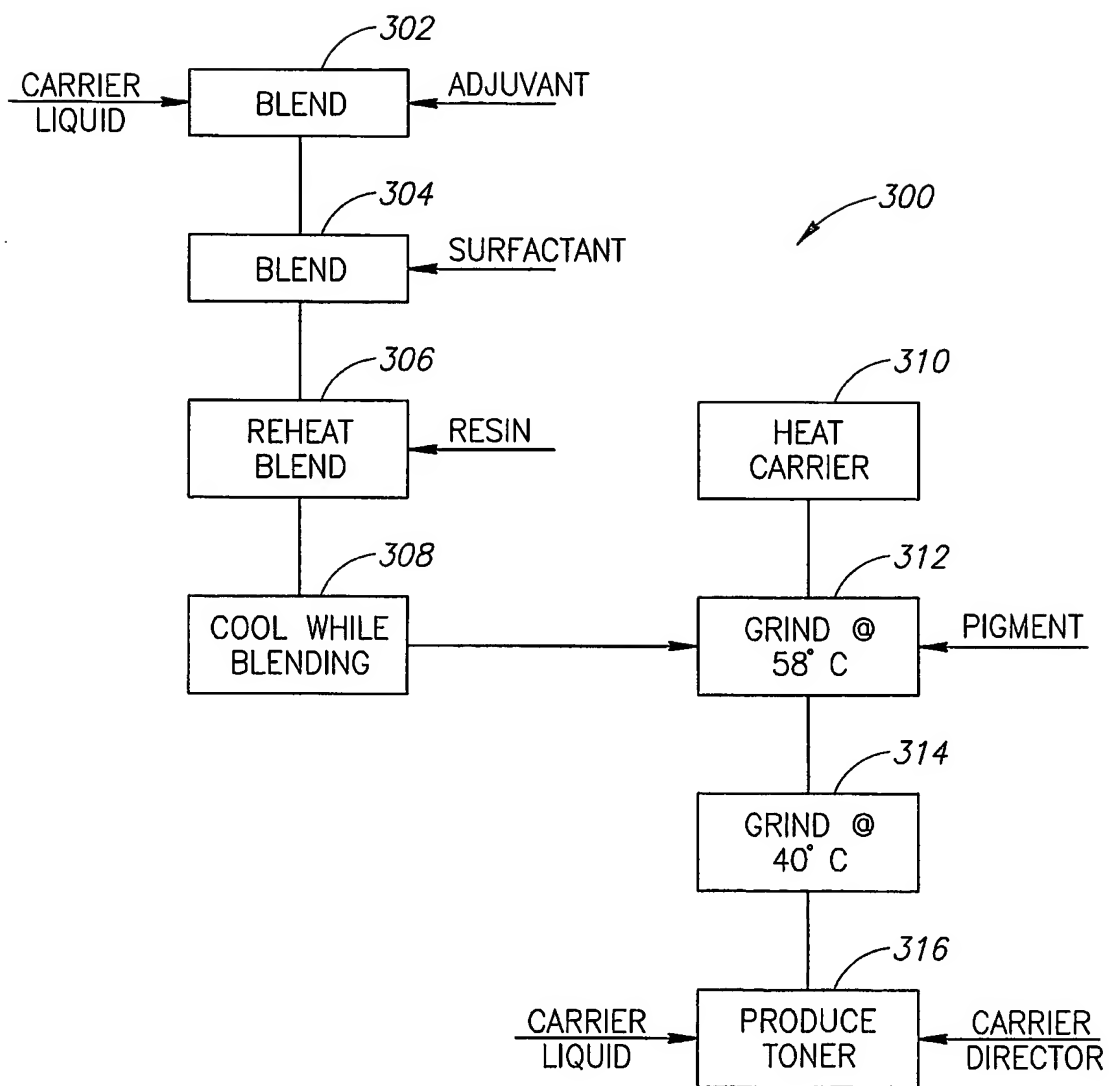 302
CARRIER
LIQUID
BLEND
ADJUVANT
304
BLEND
SURFACTANT
300
306
REHEAT
BLEND
RESIN
310
HEAT
CARRIER
308
COOL WHILE
BLENDING
312
GRIND @
58° C
PIGMENT
314
GRIND @
40° C
316
CARRIER
LIQUID
PRODUCE
TONER
CARRIER
DIRECTOR